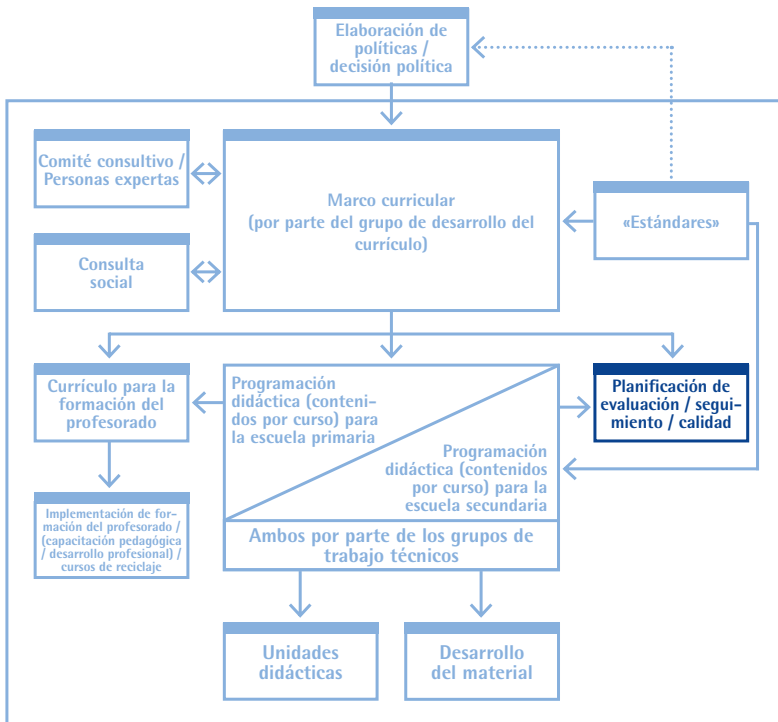 Elaboración de
políticas /
decisión política
Comité consultivo /
Personas expertas
Marco curricular
(por parte del grupo de desarrollo del
currículo)
«Estándares»
Consulta
social
Currículo para la
formación del
profesorado
Programación
didáctica (conteni-
dos por curso) para
la escuela primaria
Programación
didáctica (contenidos
por curso) para la
escuela secundaria
Planificación de
evaluación / segui-
miento / calidad
Implementación de for-
mación del profesorado /
(capacitación pedagógica
/ desarrollo profesional) /
cursos de reciclaje
Ambos por parte de los grupos de
trabajo técnicos
Unidades
didácticas
Desarrollo
del material